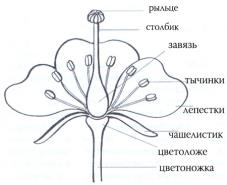 рыльце
столбик
завязь
тычинки
лепестки
чашелистик
цветоложе
цветоножка